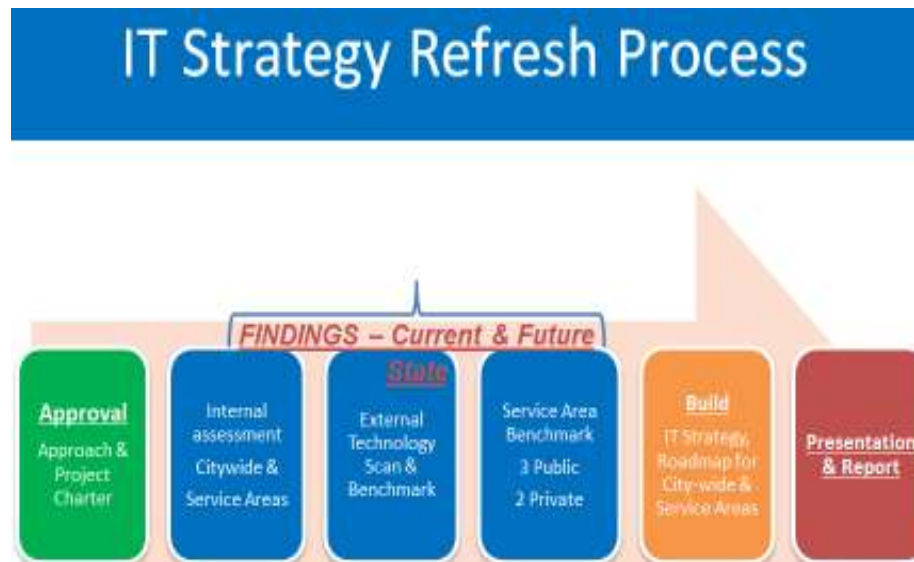 IT Strategy Refresh Process
FINDINGS – Current & Future
State
Approval
Approach &
Project
Charter
Internal
assessment
Citywide &
Service Areas
External
Technology
Scan &
Benchmark
Service Area
Benchmark
3 Public
2 Private
Build
IT Strategy,
Roadmap for
City-wide &
Service Areas
Presentation
& Report